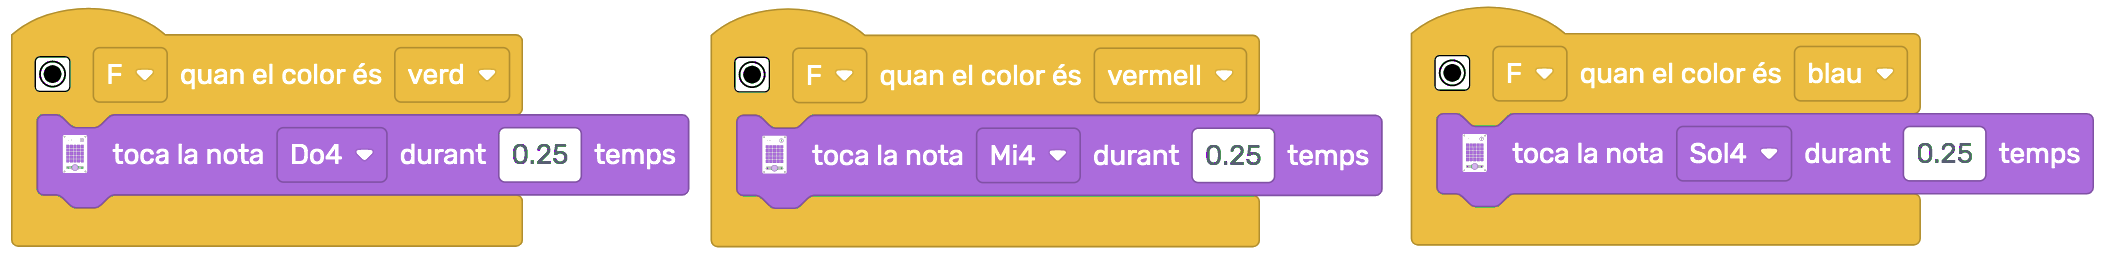 F quan el color és verd
toca la nota Do4 durant 0.25 temps
F quan el color és vermell
toca la nota Mi4 durant 0.25 temps
F quan el color és blau
toca la nota Sol4 durant 0.25 temps